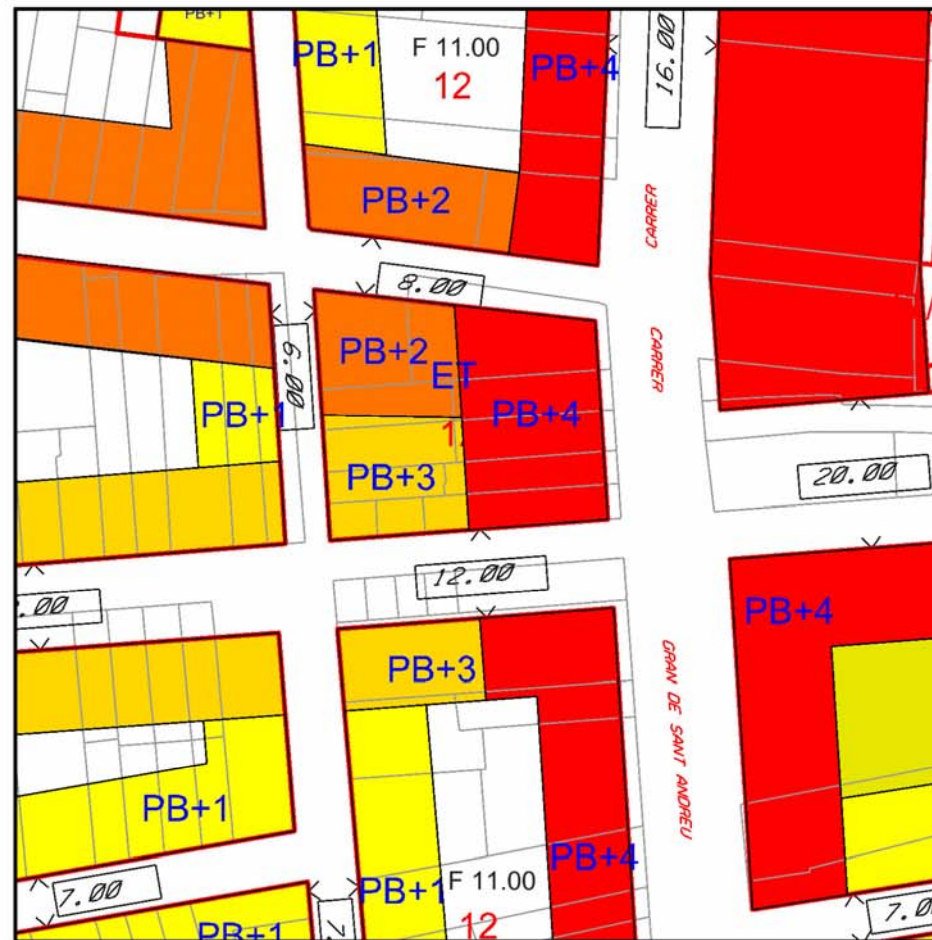 PB+1
PB+1
F 11.00
12
PB+4
16.00
PB+2
CARRER
8.00
PB+2
ET
6.00
CARRER
PB+1
PB+4
PB+3
20.00
12.00
.00
PB+4
PB+3
GRAN DE SANT ANDREU
PB+1
PB+4
7.00
PB+1
F 11.00
12
7.0
PB+1
7.